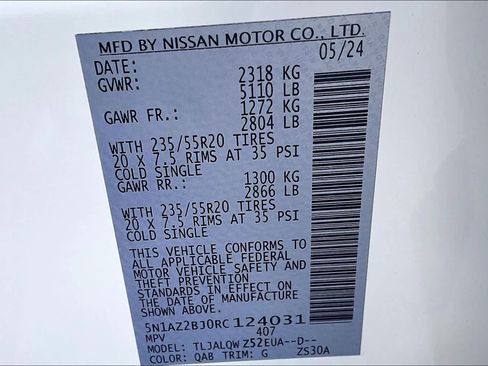 MFD BY NISSAN MOTOR CO., LTD.
DATE: 05/24
GVWR: 2318 KG
5110 LB
GAWR FR.: 1272 KG
2804 LB
WITH 235/55R20 TIRES
20 X 7.5 RIMS AT 35 PSI
COLD SINGLE
GAWR RR.: 1300 KG
2866 LB
WITH 235/55R20 TIRES
20 X 7.5 RIMS AT 35 PSI
COLD SINGLE
THIS VEHICLE CONFORMS TO
ALL APPLICABLE FEDERAL
MOTOR VEHICLE SAFETY AND
THEFT PREVENTION
STANDARDS IN EFFECT ON
THE DATE OF MANUFACTURE
SHOWN ABOVE.
5N1AZ2BJ0RC124031
MPV 407
MODEL: TLJALQWZ52EUA--D--
COLOR: QAB TRIM: G ZS30A